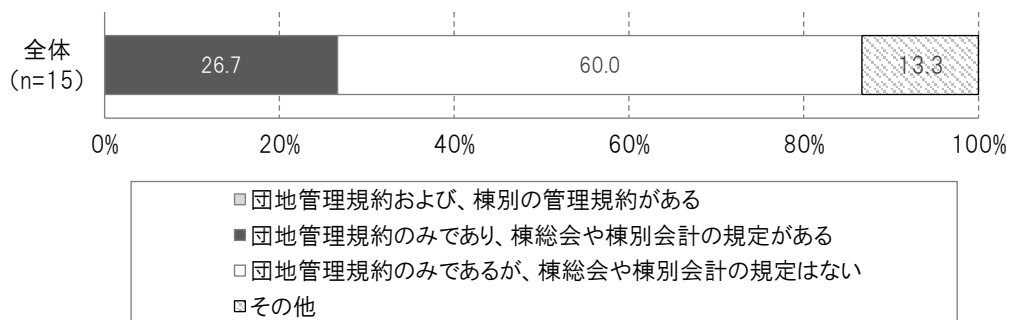 全体
(n=15)
26.7
60.0
13.3
0%
20%
40%
60%
80%
100%
団地管理規約および、棟別の管理規約がある
団地管理規約のみであり、棟総会や棟別会計の規定がある
団地管理規約のみであるが、棟総会や棟別会計の規定はない
その他